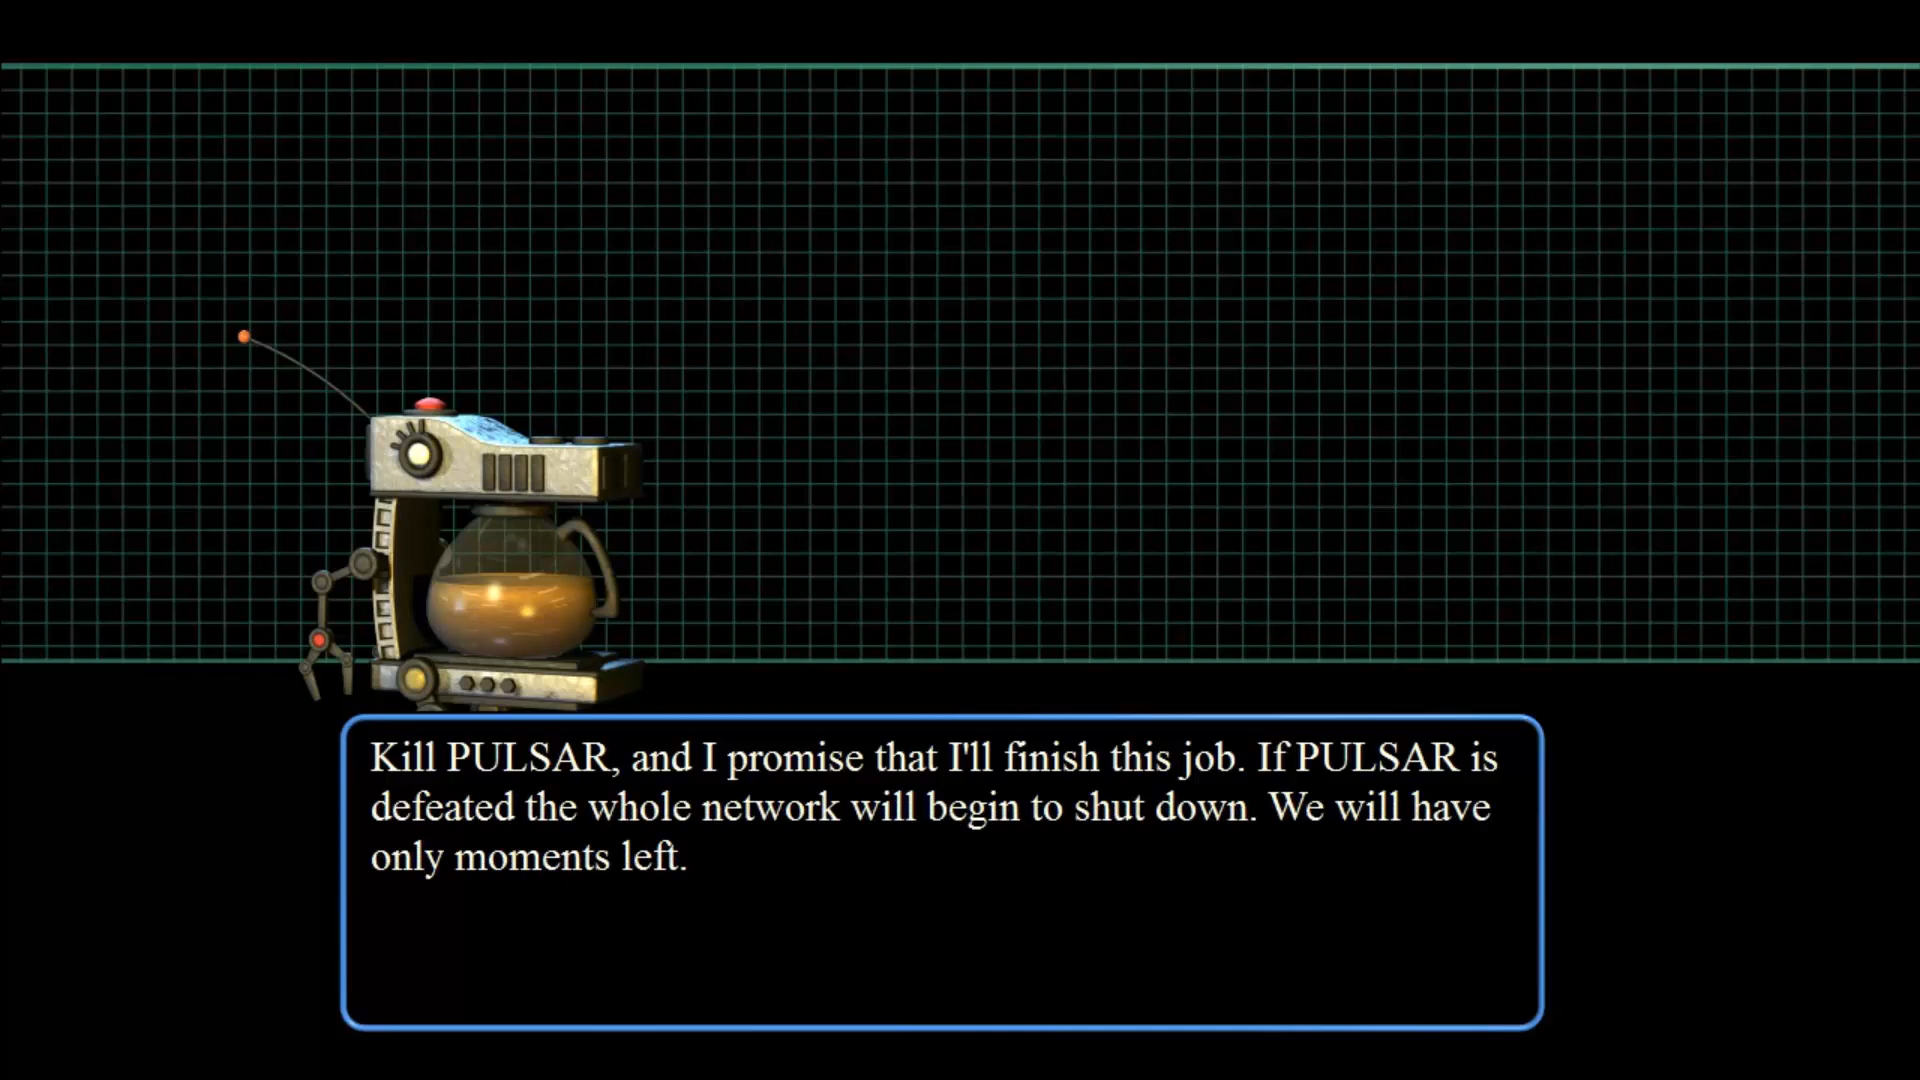 Kill PULSAR, and I promise that I'll finish this job. If PULSAR is
defeated the whole network will begin to shut down. We will have
only moments left.